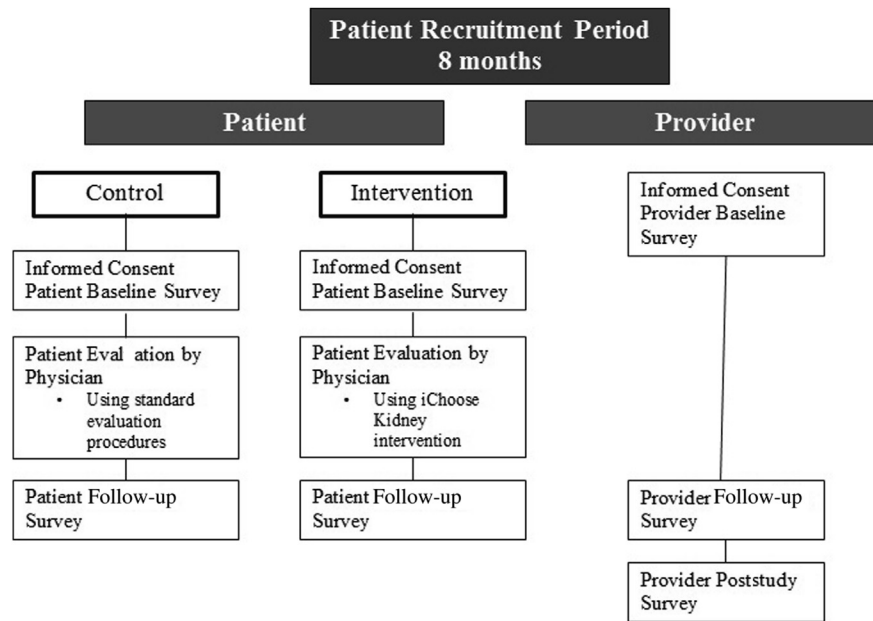 Patient Recruitment Period
8 months
Patient
Provider
Control
Informed Consent
Patient Baseline Survey
Patient Eval ation by
Physician
• Using standard
evaluation
procedures
Patient Follow-up
Survey
Intervention
Informed Consent
Patient Baseline Survey
Patient Evaluation by
Physician
• Using iChoose
Kidney
intervention
Patient Follow-up
Survey
Informed Consent
Provider Baseline
Survey
Provider Follow-up
Survey
Provider Poststudy
Survey